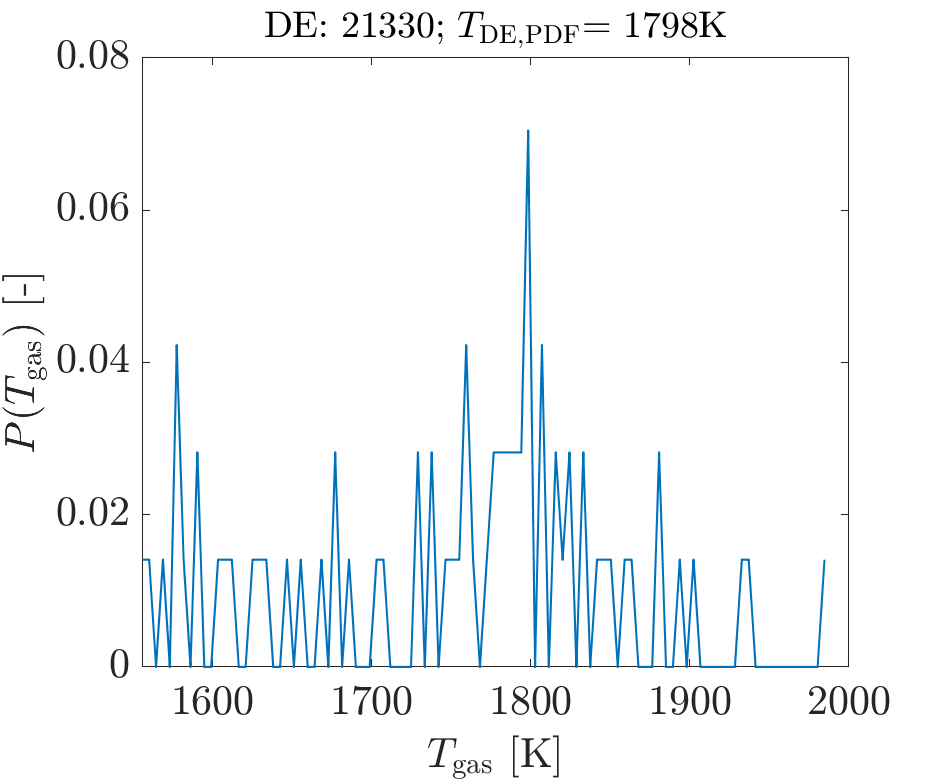 DE: 21330; T_DE,PDF= 1798K
0.08
0.06
0.04
0.02
0
P(T_gas) [-]
1600 1700 1800 1900 2000
T_gas [K]